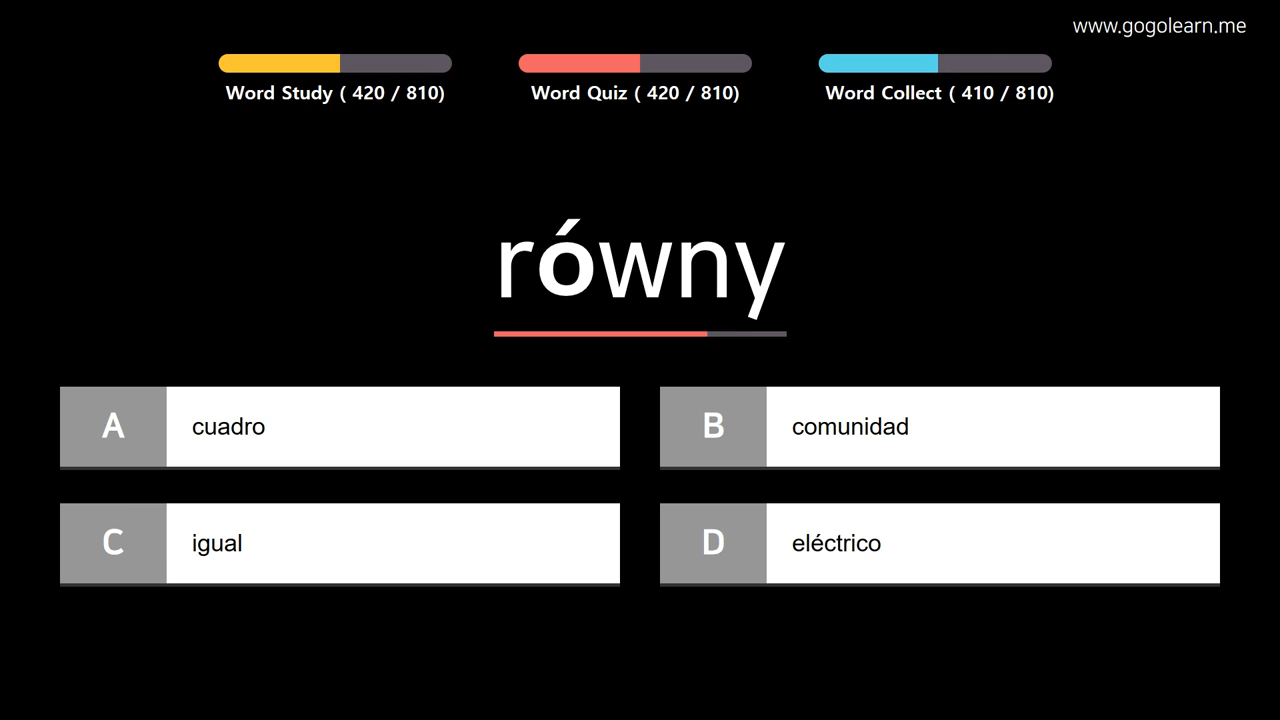 www.gogolearn.me
Word Study ( 420 / 810)
Word Quiz ( 420 / 810)
Word Collect ( 410 / 810)
równy
A cuadro
B comunidad
C igual
D eléctrico